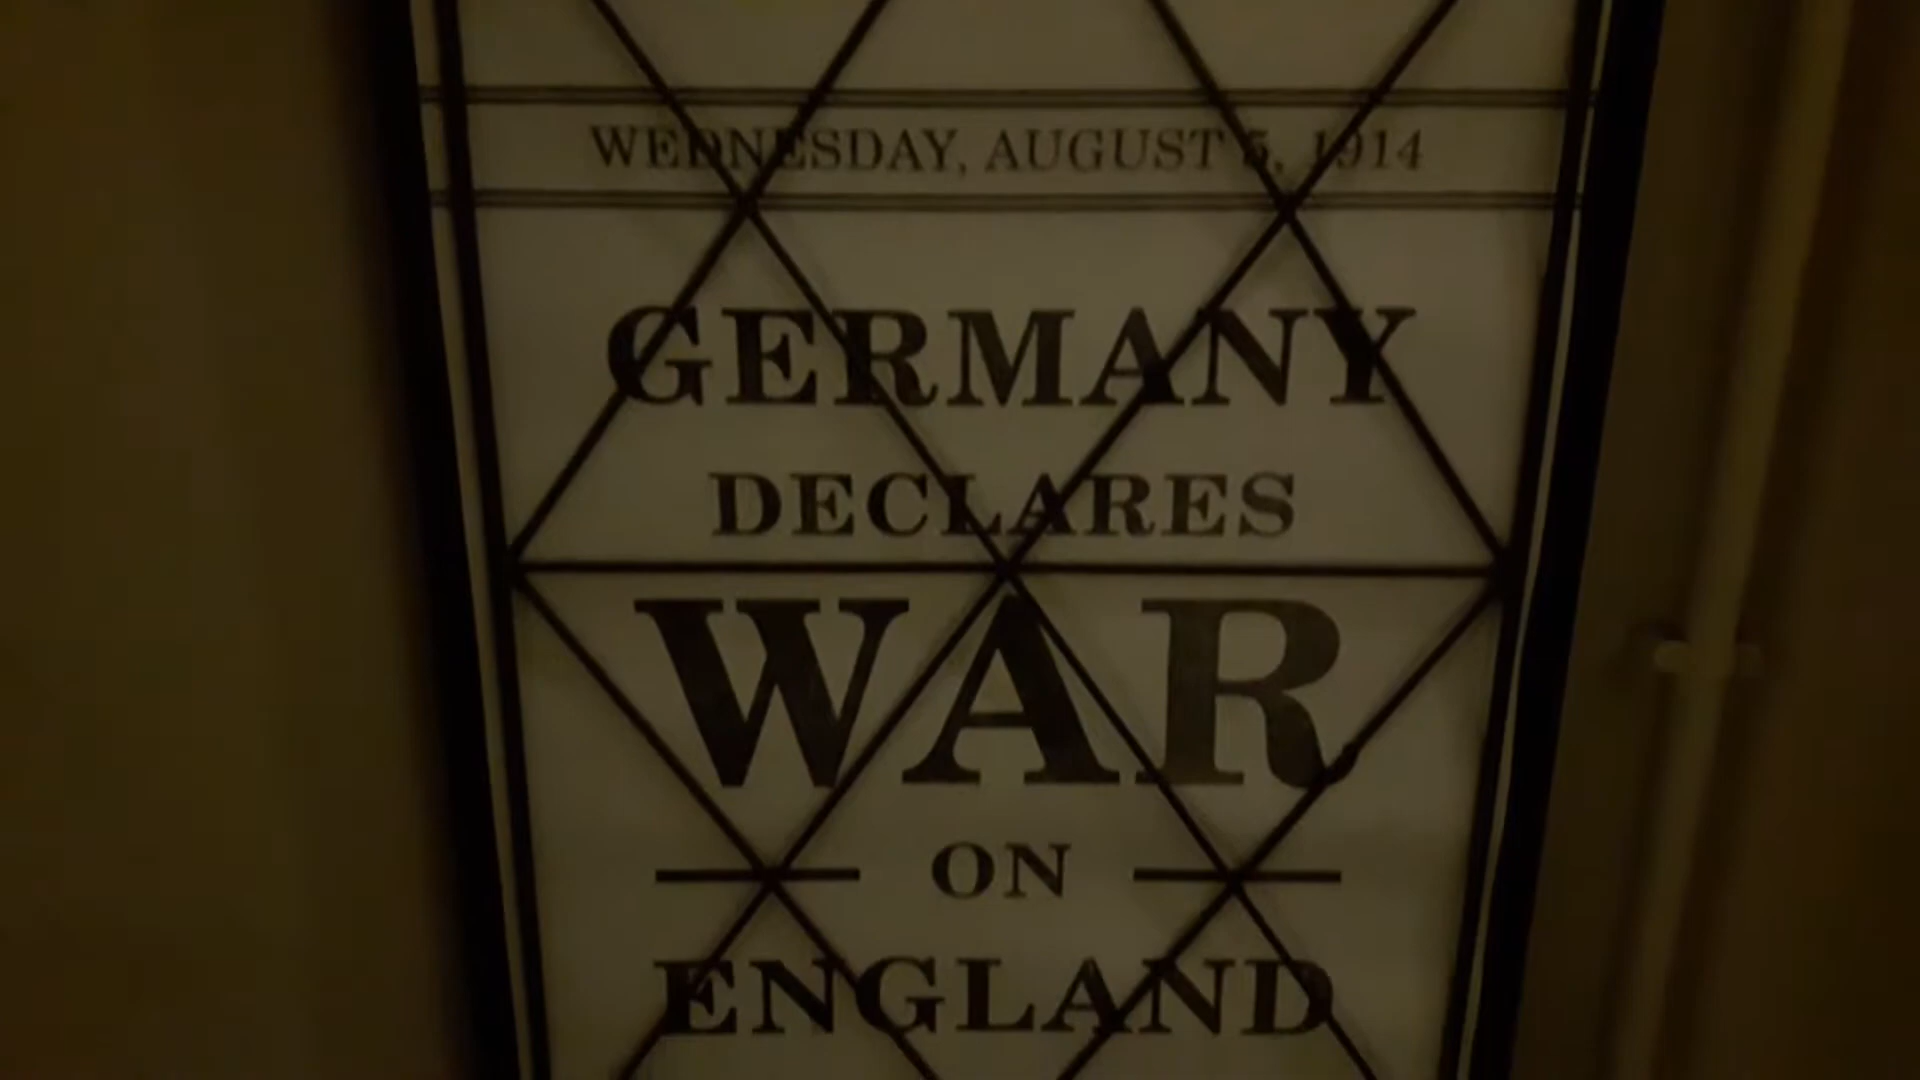 WEDNESDAY, AUGUST 5, 1914
GERMANY
DECLARES
WAR
ON
ENGLAND